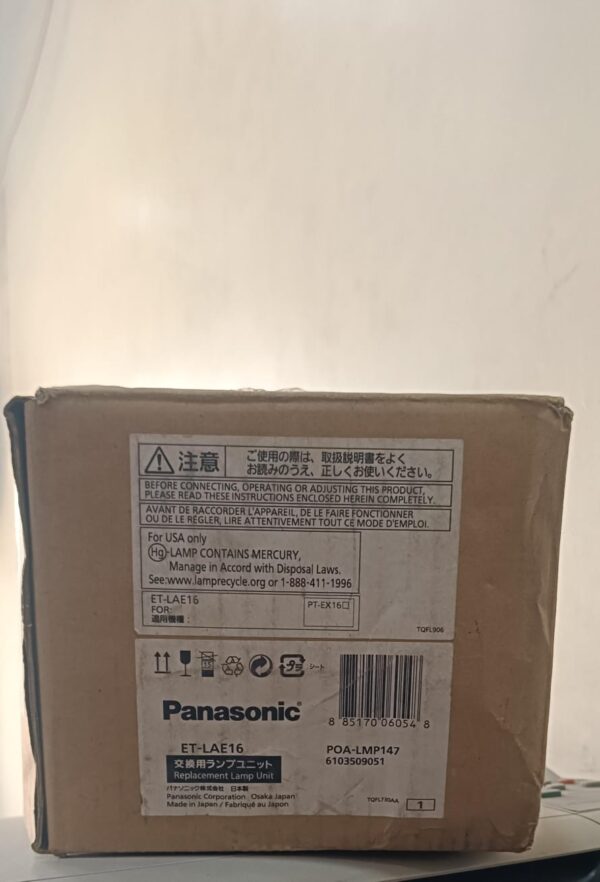 注意
ご使用の際は、取扱説明書をよく
お読みのうえ、正しくお使いください。
BEFORE CONNECTING, OPERATING OR ADJUSTING THIS PRODUCT,
PLEASE READ THESE INSTRUCTIONS ENCLOSED HEREIN COMPLETELY.
AVANT DE RACCORDER L'APPAREIL, DE LE FAIRE FONCTIONNER
OU DE LE RÉGLER, LIRE ATTENTIVEMENT TOUT CE MODE D'EMPLOI.
For USA only
Hg-LAMP CONTAINS MERCURY,
Manage in Accord with Disposal Laws.
See:www.lamprecycle.org or 1-888-411-1996
ET-LAE16
FOR:
適用機種:
PT-EX16□
TQFL906
プラ
シート
Panasonic
8 85170 06054 8
ET-LAE16
POA-LMP147
交換用ランプユニット
6103509051
Replacement Lamp Unit
パナソニック株式会社 日本製
Panasonic Corporation Osaka Japan
Made in Japan / Fabriqué au Japon
1